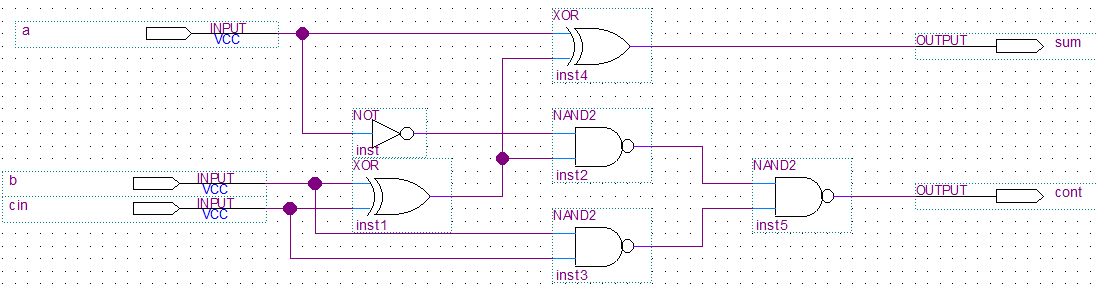 XOR
a
INPUT
VCC
OUTPUT
sum
inst4
NOT
NAND2
inst
XOR
inst2
NAND2
b
INPUT
VCC
OUTPUT
cont
cin
INPUT
VCC
inst1
NAND2
inst5
inst3